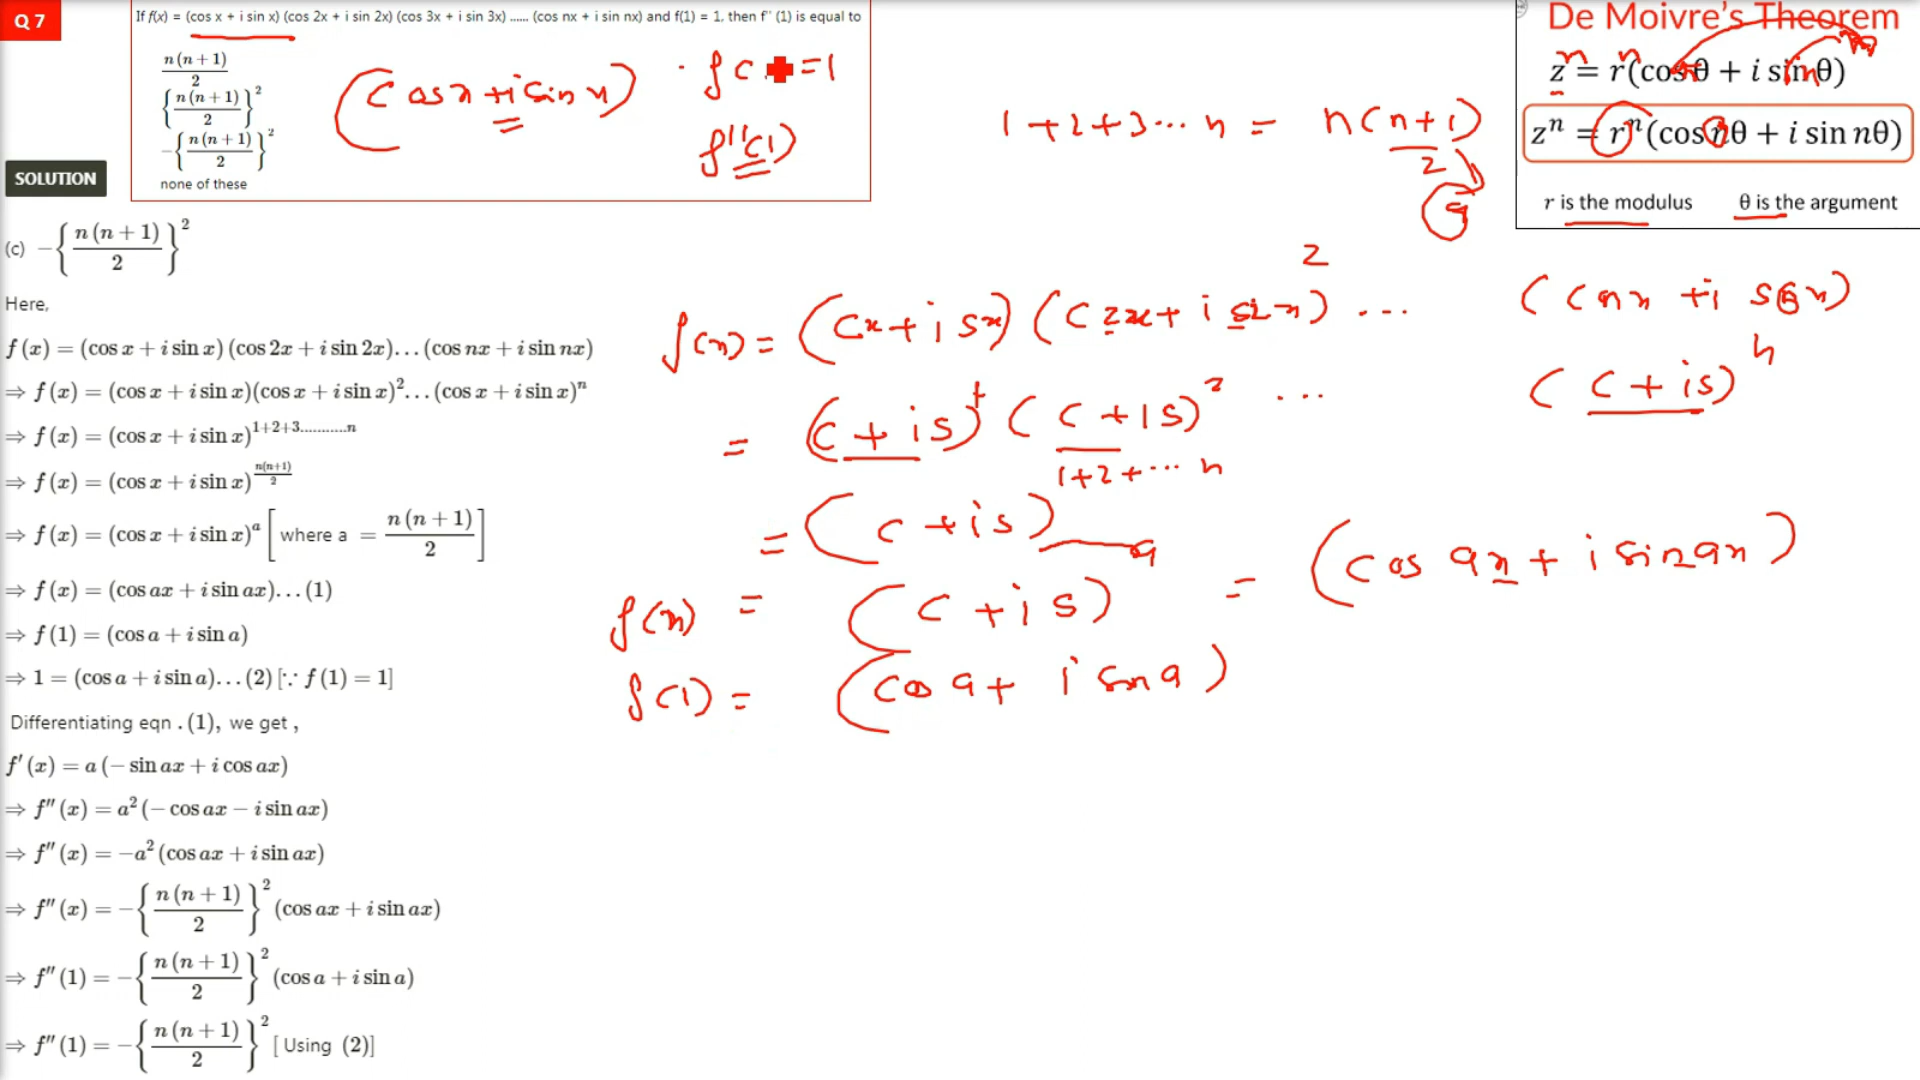 Q 7
If f(x) = (cos x + i sin x) (cos 2x + i sin 2x) (cos 3x + i sin 3x) ...... (cos nx + i sin nx) and f(1) = 1, then f'' (1) is equal to
n(n+1)/2
{n(n+1)/2}²
-{n(n+1)/2}²
none of these
(cos x + i sin x)
f(1) = 1
f''(1)
1+2+3... n = n(n+1)/2
a
De Moivre's Theorem
zⁿ = rⁿ(cosθ + i sinθ)
zⁿ = rⁿ(cos nθ + i sin nθ)
r is the modulus θ is the argument
SOLUTION
(c) -{n(n+1)/2}²
Here,
f(x) = (cos x + i sin x)(cos 2x + i sin 2x)...(cos nx + i sin nx)
⇒ f(x) = (cos x + i sin x)(cos x + i sin x)²...(cos x + i sin x)ⁿ
⇒ f(x) = (cos x + i sin x)^1+2+3...........n
⇒ f(x) = (cos x + i sin x)^n(n+1)/2
⇒ f(x) = (cos x + i sin x)^a [where a = n(n+1)/2]
⇒ f(x) = (cos ax + i sin ax)...(1)
⇒ f(1) = (cos a + i sin a)
⇒ 1 = (cos a + i sin a)...(2) [∵ f(1) = 1]
Differentiating eqn .(1), we get ,
f'(x) = a(− sin ax + i cos ax)
⇒ f''(x) = a²(− cos ax − i sin ax)
⇒ f''(x) = −a²(cos ax + i sin ax)
⇒ f''(x) = −{n(n+1)/2}² (cos ax + i sin ax)
⇒ f''(1) = −{n(n+1)/2}² (cos a + i sin a)
⇒ f''(1) = −{n(n+1)/2}² [ Using (2)]
2
f(x) = (cx + i sx) (c 2x + i s2x) ...
= (c + is)¹ (c + is)² ... (c + is)ⁿ
1+2+... n
= (c + is) a
f(x) = (c + i s) = (cos ax + i sin ax)
f(1) = (cos a + i sin a)